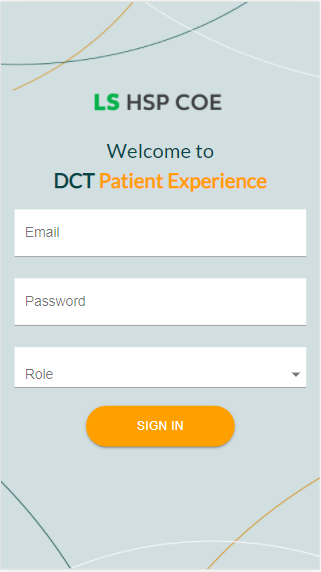 LS HSP COE
Welcome to
DCT Patient Experience
Email
Password
Role
SIGN IN